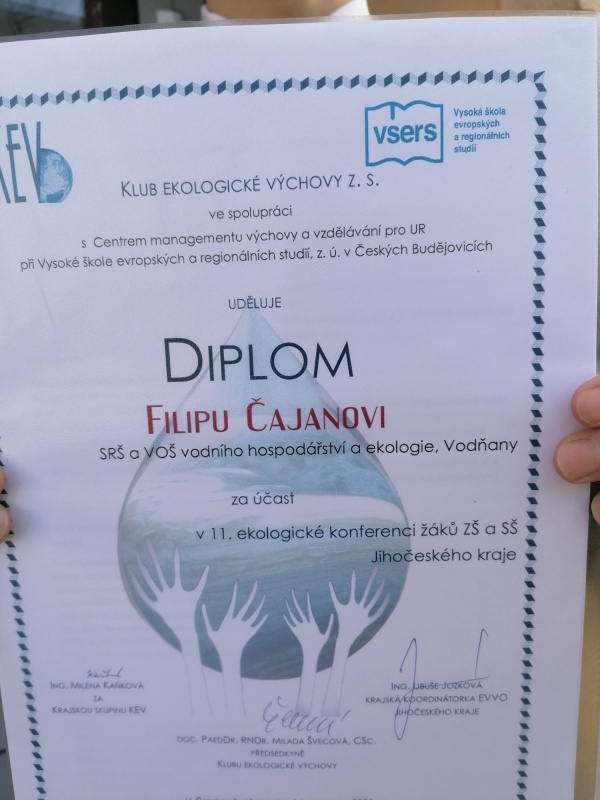 KEV
vsers
Vysoká škola
evropských
a regionálních
studií
KLUB EKOLOGICKÉ VÝCHOVY Z. S.
ve spolupráci
s Centrem managementu výchovy a vzdělávání pro UR
při Vysoké škole evropských a regionálních studií, z. ú. v Českých Budějovicích
UDĚLUJE
DIPLOM
FILIPU ČAJANOVI
SRŠ a VOŠ vodního hospodářství a ekologie, Vodňany
za účast
v 11. ekologické konferenci žáků ZŠ a SŠ
Jihočeského kraje
ING. MILENA KAŇKOVÁ
ZA
KRAJSKOU SKUPINU KEV
ING. LIBUŠE JOZKOVÁ
KRAJSKÁ KOORDINÁTORKA EVVO
JIHOČESKÉHO KRAJE
DOC. PAEDDR. RNDR. MILADA ŠVECOVÁ, CSC.
PŘEDSEDKYNĚ
KLUBU EKOLOGICKÉ VÝCHOVY